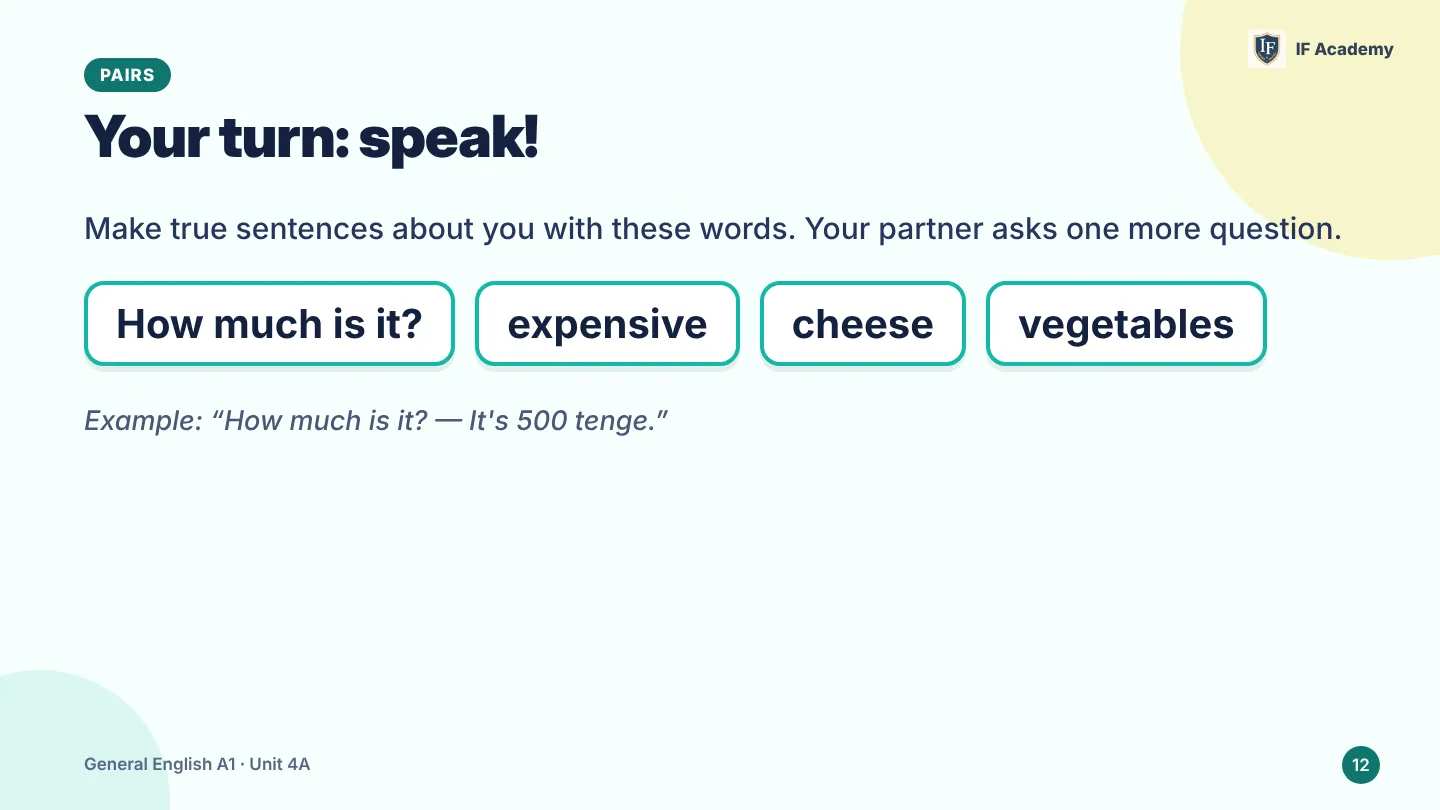 IF
IF Academy
PAIRS
Your turn: speak!
Make true sentences about you with these words. Your partner asks one more question.
How much is it?
expensive
cheese
vegetables
Example: “How much is it? — It's 500 tenge.”
General English A1 · Unit 4A
12